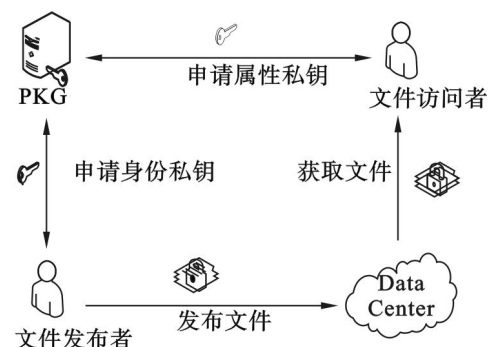 申请属性私钥
PKG
文件访问者
申请身份私钥
获取文件
Data
Center
发布文件
文件发布者